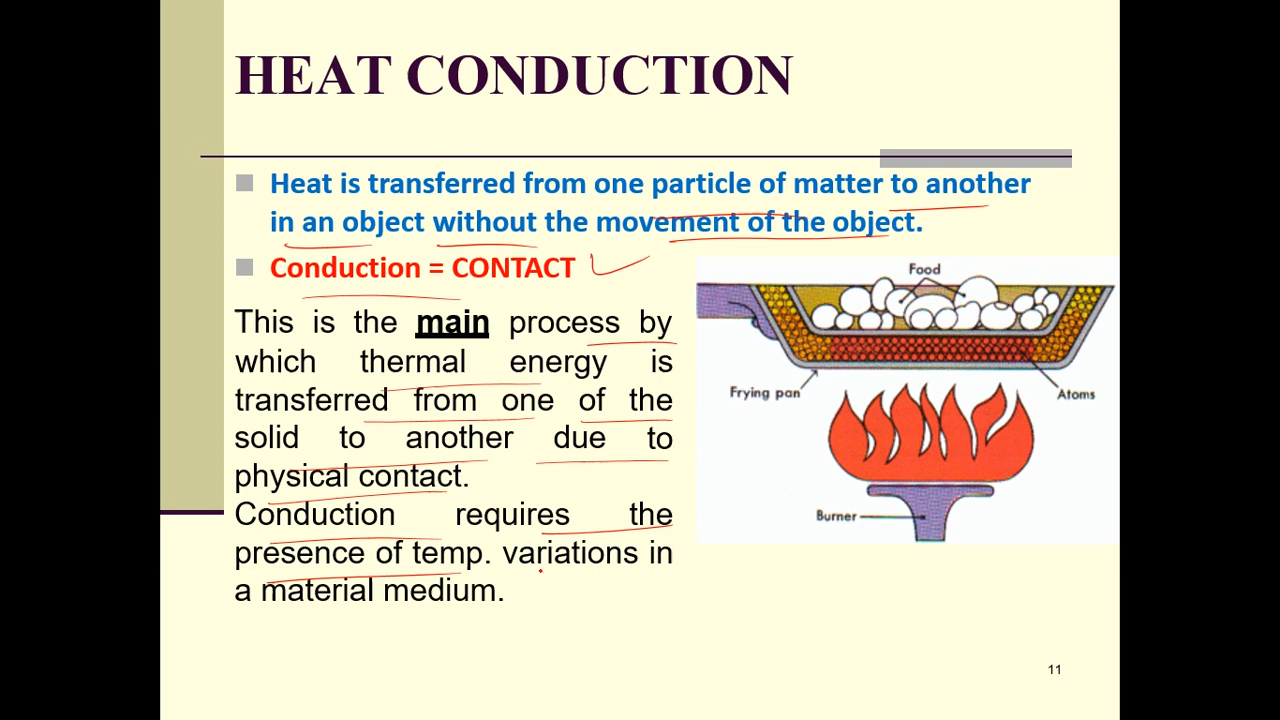 HEAT CONDUCTION
Heat is transferred from one particle of matter to another
in an object without the movement of the object.
Conduction = CONTACT
This is the main process by
which thermal energy is
transferred from one of the
solid to another due to
physical contact.
Conduction requires the
presence of temp. variations in
a material medium.
Food
Frying pan
Atoms
Burner
11